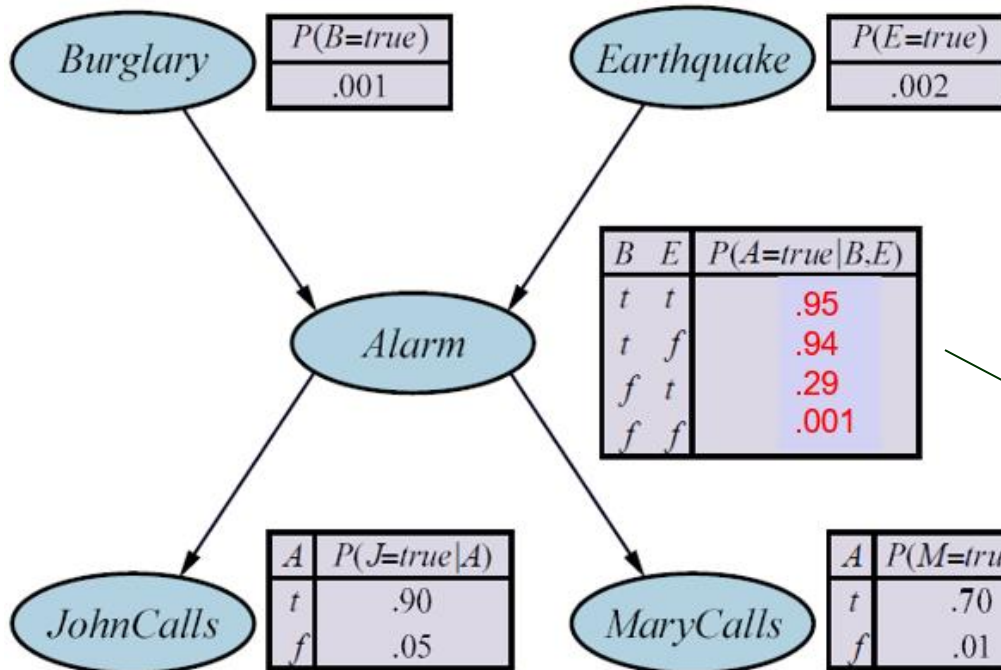 Burglary
P(B=true)
.001
Earthquake
P(E=true)
.002
B E P(A=true|B,E)
t t .95
t f .94
f t .29
f f .001
Alarm
A P(J=true|A)
t .90
f .05
JohnCalls
A P(M=tru
t .70
f .01
MaryCalls